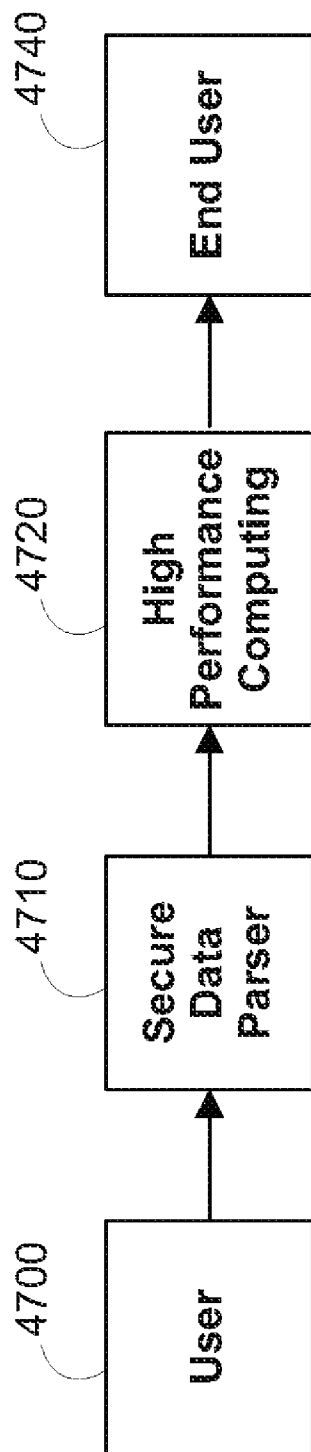 4700
User
4710
Secure
Data
Parser
4720
High
Performance
Computing
4740
End User